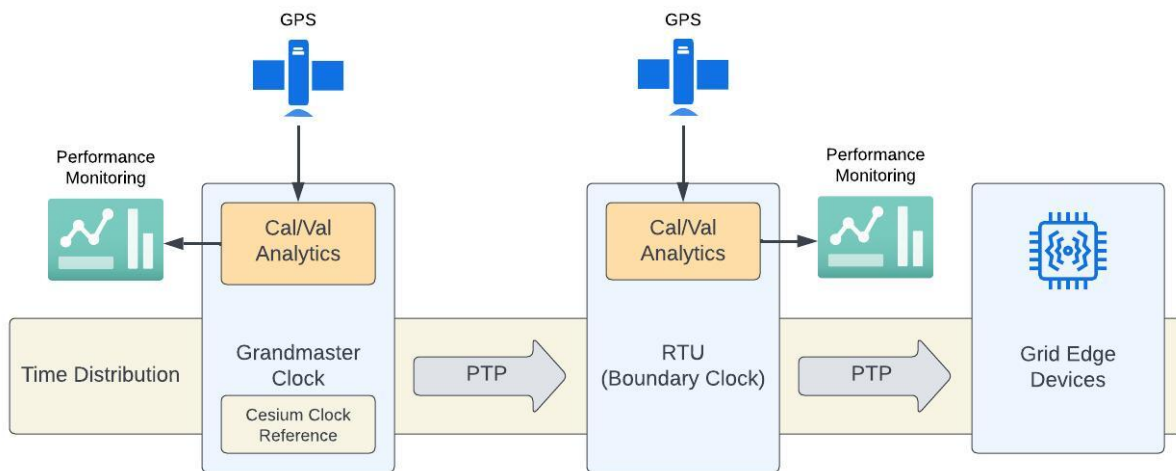 GPS
GPS
Performance
Monitoring
Performance
Monitoring
Cal/Val
Analytics
Cal/Val
Analytics
Time Distribution
Grandmaster
Clock
Cesium Clock
Reference
PTP
RTU
(Boundary Clock)
PTP
Grid Edge
Devices